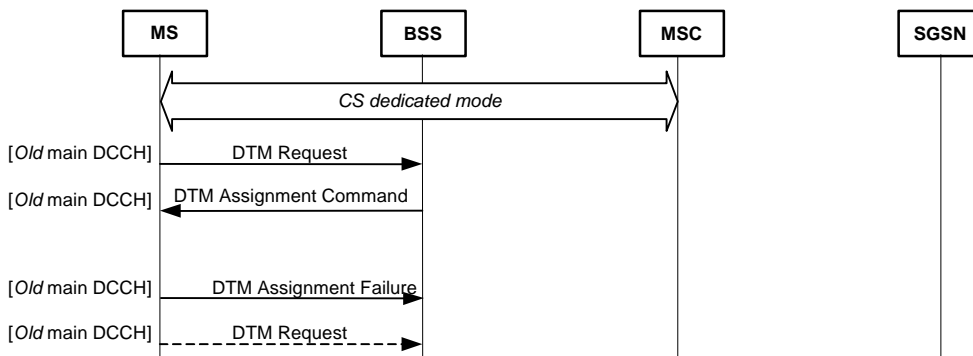 MS BSS MSC SGSN
CS dedicated mode
[Old main DCCH] DTM Request
[Old main DCCH] DTM Assignment Command
[Old main DCCH] DTM Assignment Failure
[Old main DCCH] DTM Request